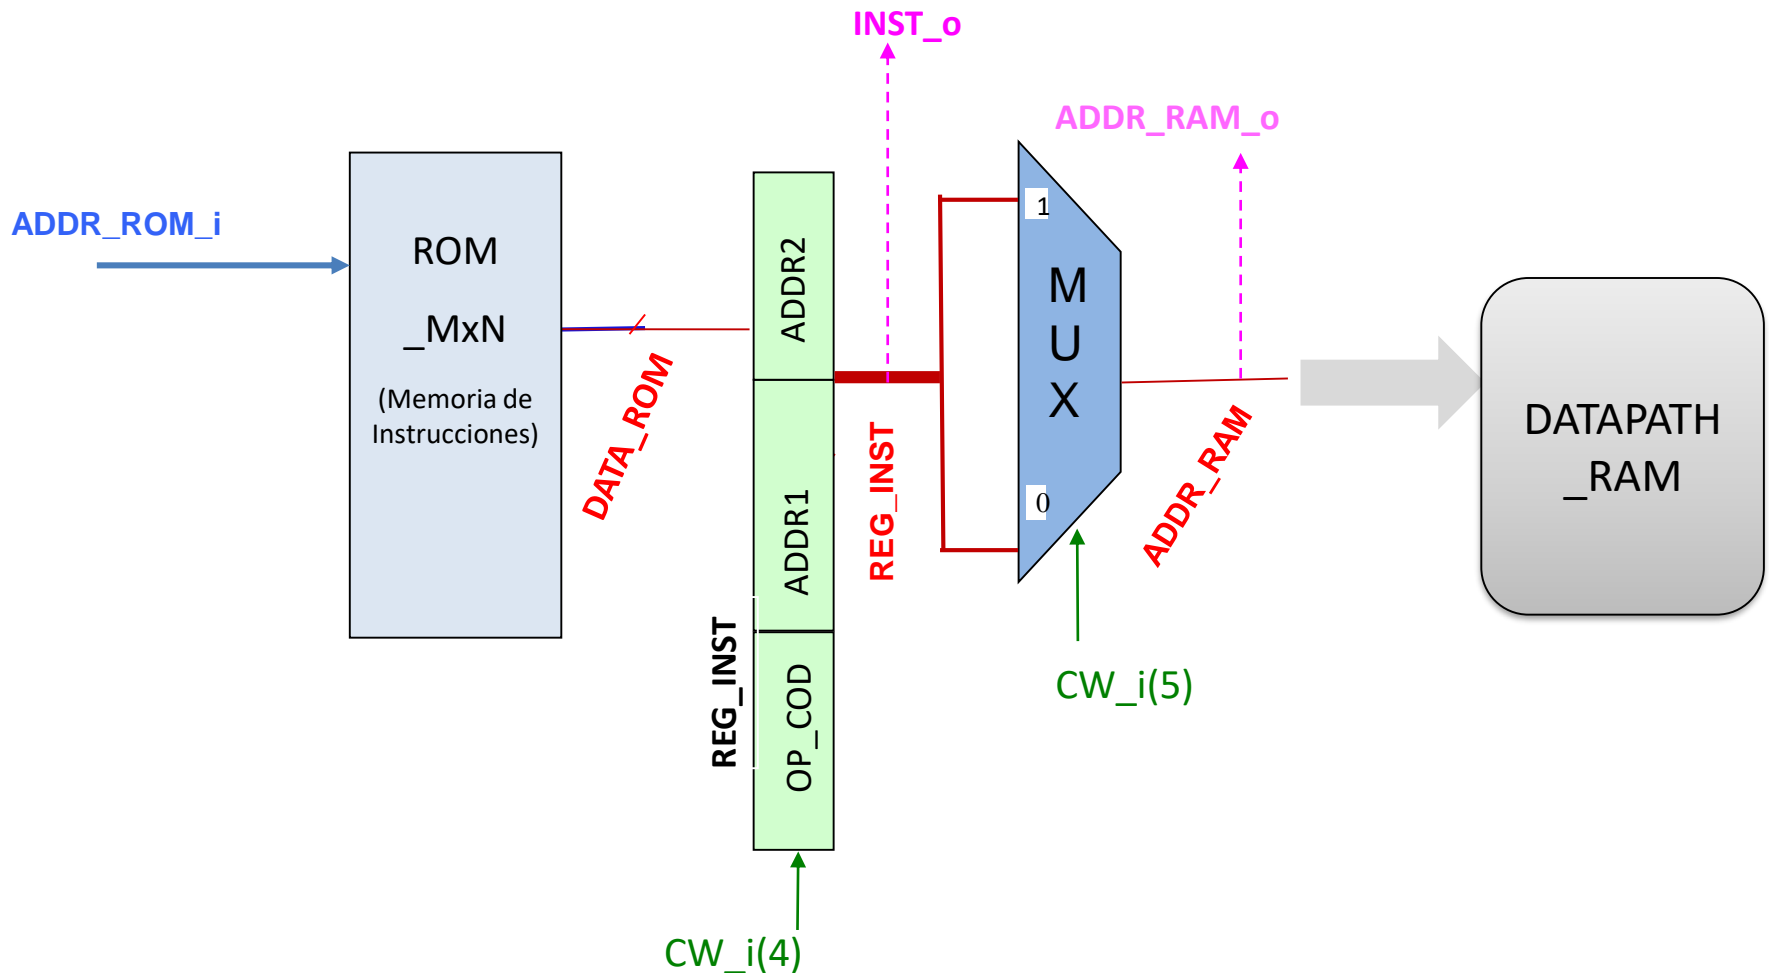 INST_o
ADDR_RAM_o
ADDR_ROM_i
ROM
_MxN
(Memoria de
Instrucciones)
DATA_ROM
ADDR2
ADDR1
OP_COD
REG_INST
REG_INST
1
M
U
X
0
ADDR_RAM
DATAPATH
_RAM
CW_i(5)
CW_i(4)